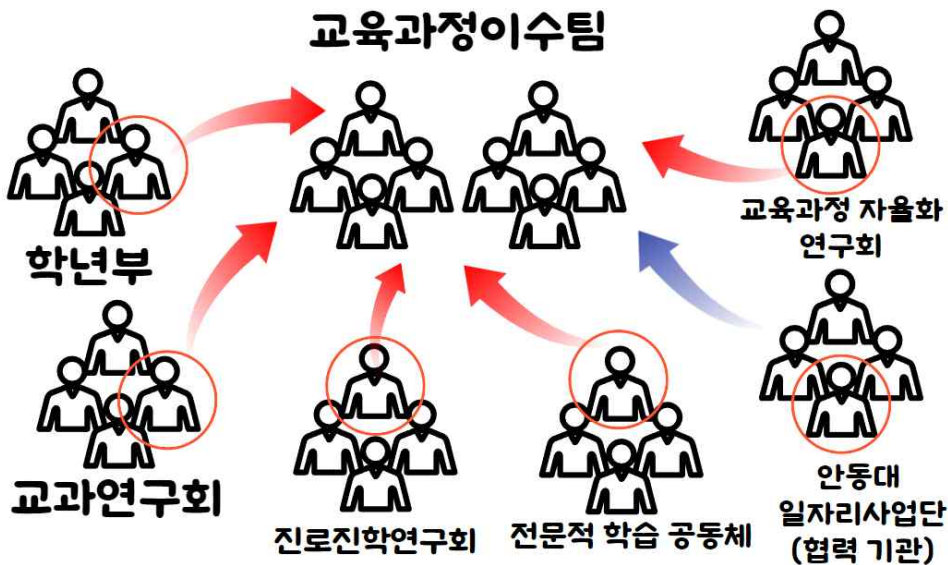 교육과정이수팀
학년부
교육과정 자율화
연구회
교과연구회
진로진학연구회
전문적 학습 공동체
안동대
일자리사업단
(협력 기관)